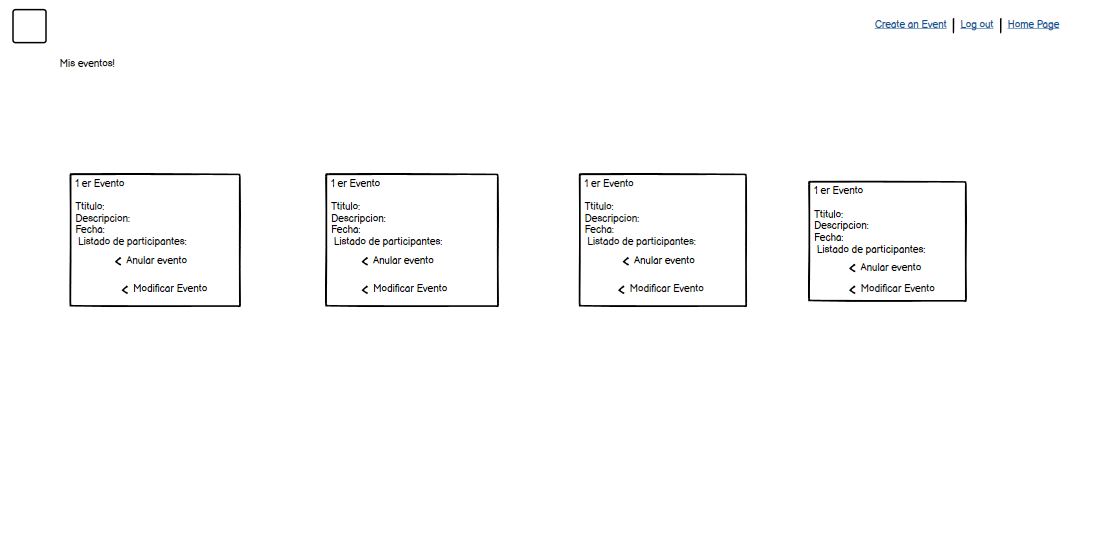 Create an Event | Log out | Home Page
Mis eventos!
1 er Evento
Ttitulo:
Descripcion:
Fecha:
Listado de participantes:
< Anular evento
< Modificar Evento
1 er Evento
Ttitulo:
Descripcion:
Fecha:
Listado de participantes:
< Anular evento
< Modificar Evento
1 er Evento
Ttitulo:
Descripcion:
Fecha:
Listado de participantes:
< Anular evento
< Modificar Evento
1 er Evento
Ttitulo:
Descripcion:
Fecha:
Listado de participantes:
< Anular evento
< Modificar Evento